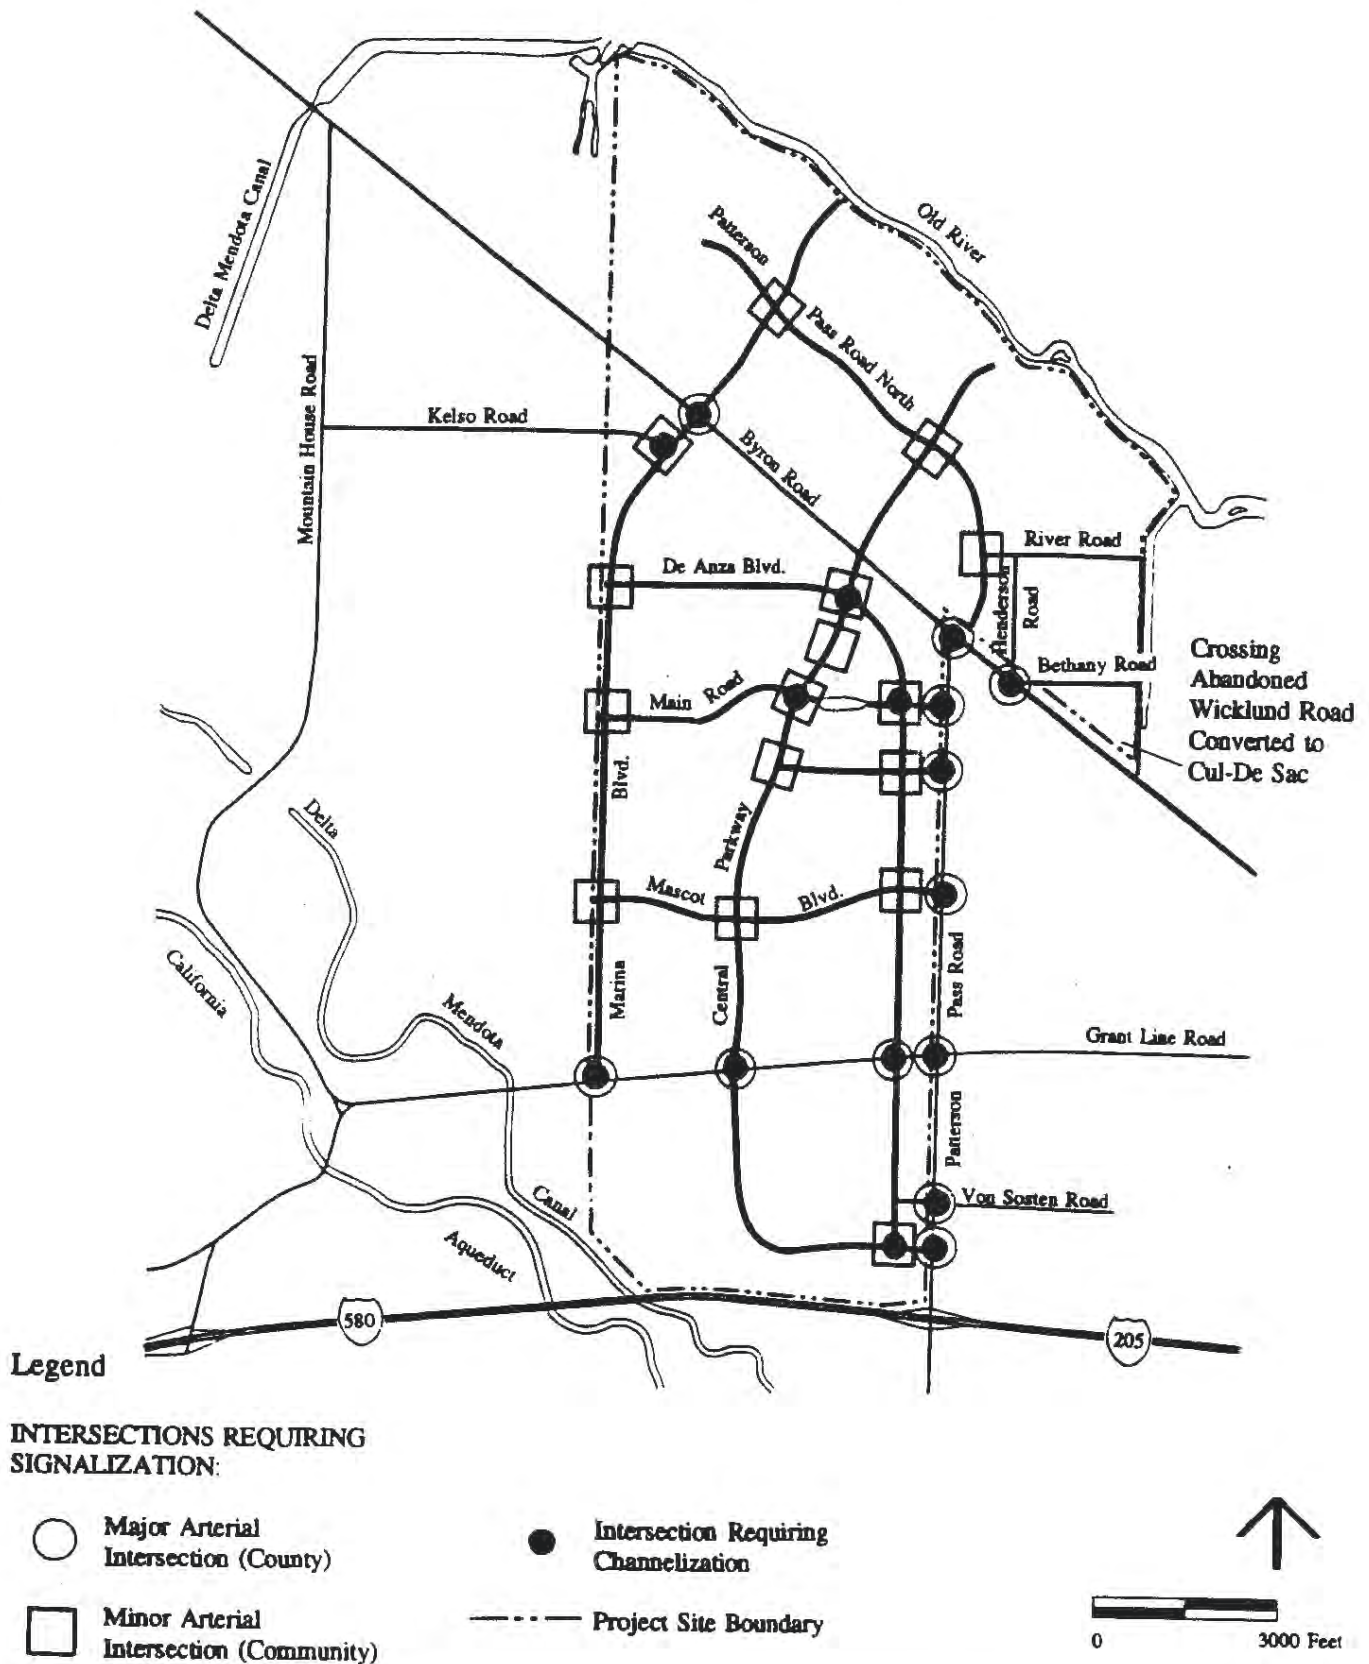 Old River
Patterson
Pass Road North
Delta Mendota Canal
Mountain House Road
Kelso Road
Byron Road
River Road
De Anza Blvd.
Henderson
Road
Bethany Road
Crossing
Abandoned
Wicklund Road
Converted to
Cul-De Sac
Main Road
Blvd.
Delta
Parkway
Mascot Blvd.
California
Mendota
Marina
Central
Pass Road
Grant Line Road
Patterson
Canal
Von Sosten Road
Aqueduct
580
205
Legend
INTERSECTIONS REQUIRING
SIGNALIZATION:
Major Arterial
Intersection (County)
Intersection Requiring
Channelization
Minor Arterial
Intersection (Community)
Project Site Boundary
0 3000 Feet